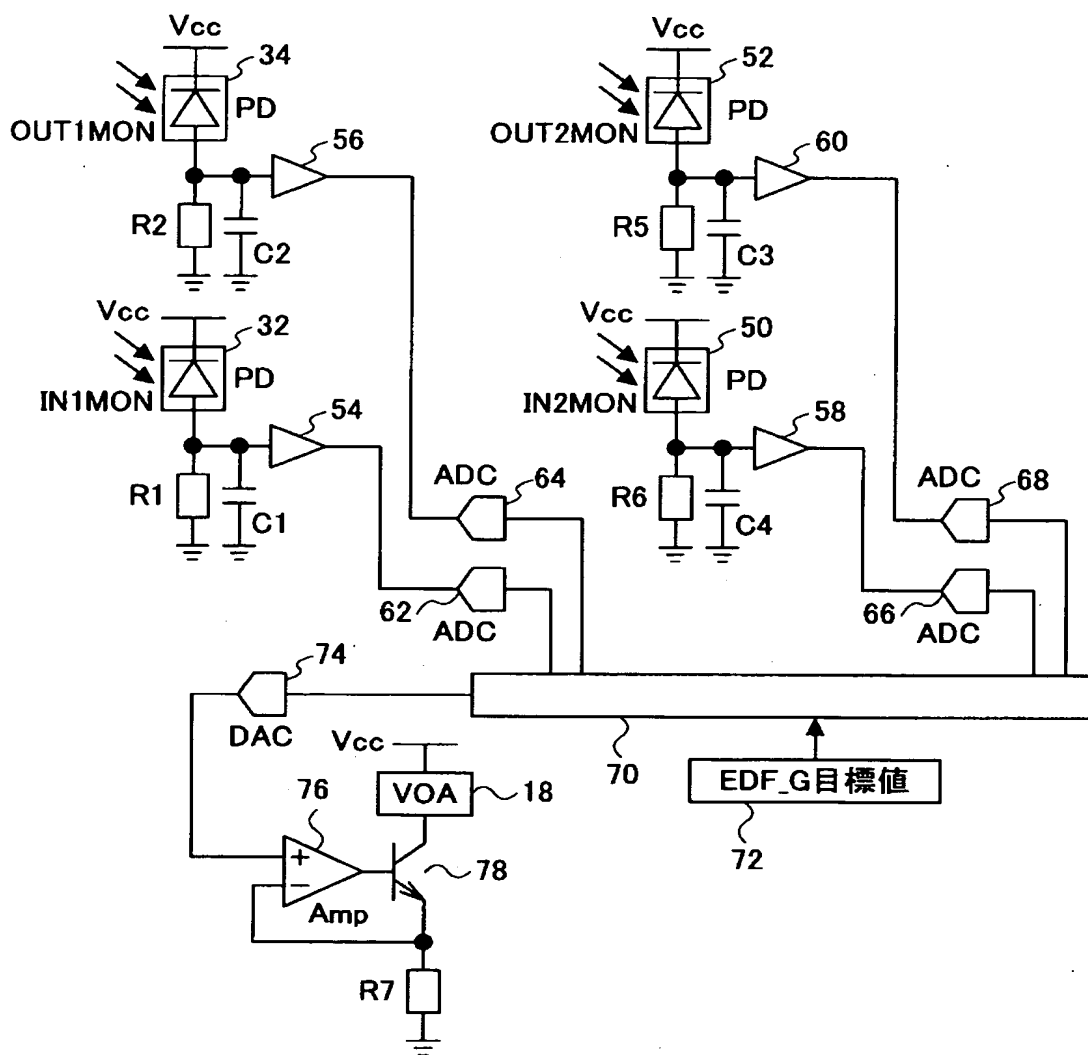 Vcc
34
PD
OUT1MON
56
R2
C2
Vcc
32
PD
IN1MON
54
R1
C1
ADC
64
62
ADC
Vcc
52
PD
OUT2MON
60
R5
C3
Vcc
50
PD
IN2MON
58
R6
C4
ADC
68
66
ADC
74
DAC
70
EDF_G目標値
72
Vcc
VOA
18
76
+
−
Amp
78
R7